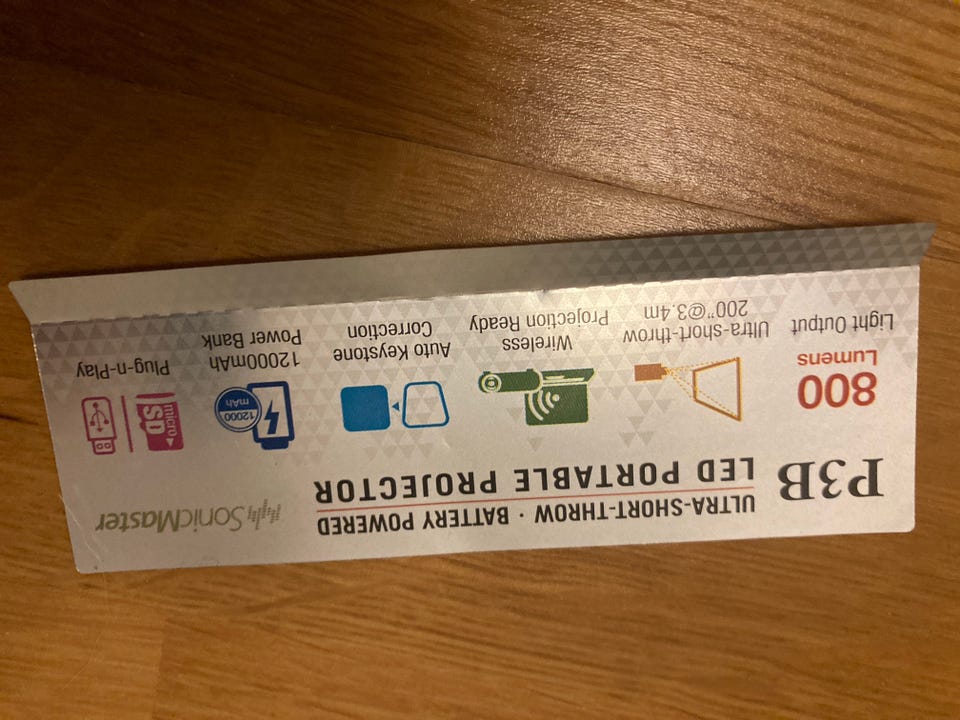 P3B
ULTRA-SHORT-THROW · BATTERY POWERED
LED PORTABLE PROJECTOR
SonicMaster
800
Lumens
Light Output
Ultra-short-throw
200"@3.4m
Wireless
Projection Ready
Auto Keystone
Correction
12000
mAh
12000mAh
Power Bank
micro
SD
Plug-n-Play